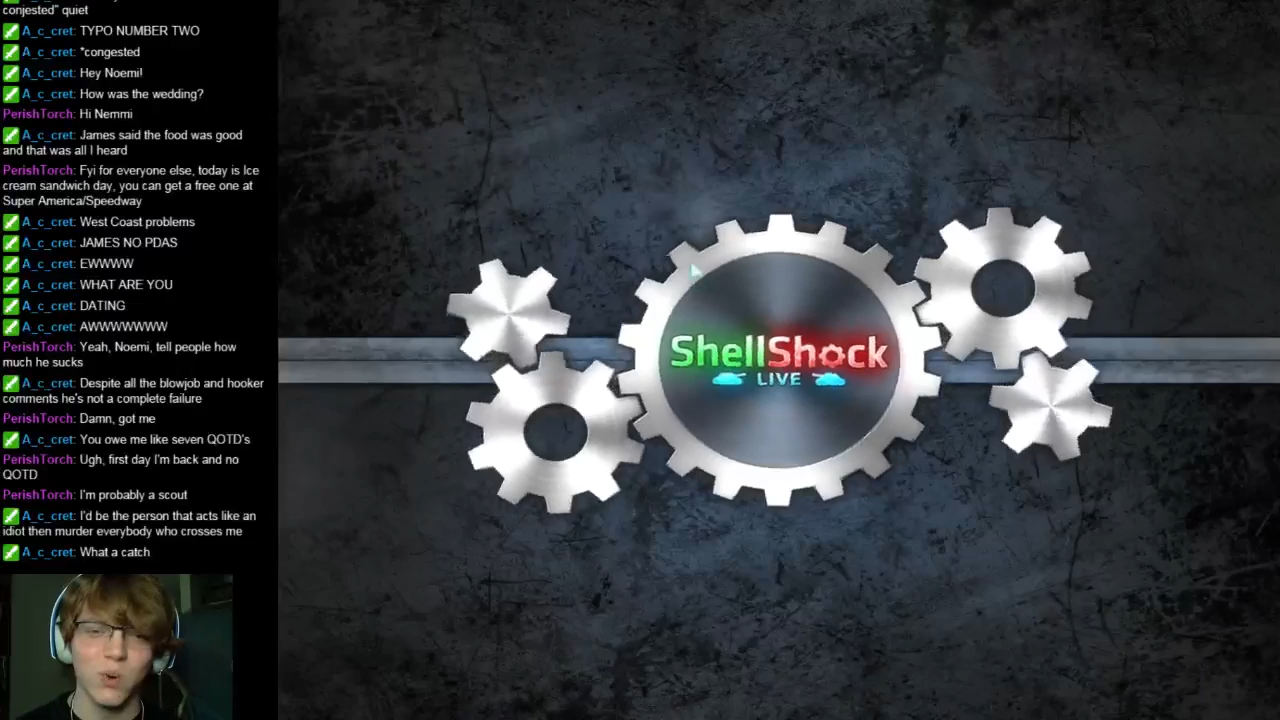 conjested" quiet
A_c_cret: TYPO NUMBER TWO
A_c_cret: *congested
A_c_cret: Hey Noemi!
A_c_cret: How was the wedding?
PerishTorch: Hi Nemmi
A_c_cret: James said the food was good
and that was all I heard
PerishTorch: Fyi for everyone else, today is Ice
cream sandwich day, you can get a free one at
Super America/Speedway
A_c_cret: West Coast problems
A_c_cret: JAMES NO PDAS
A_c_cret: EWWWW
A_c_cret: WHAT ARE YOU
A_c_cret: DATING
A_c_cret: AWWWWWWW
PerishTorch: Yeah, Noemi, tell people how
much he sucks
A_c_cret: Despite all the blowjob and hooker
comments he's not a complete failure
PerishTorch: Damn, got me
A_c_cret: You owe me like seven QOTD's
PerishTorch: Ugh, first day I'm back and no
QOTD
PerishTorch: I'm probably a scout
A_c_cret: I'd be the person that acts like an
idiot then murder everybody who crosses me
A_c_cret: What a catch
ShellShock
LIVE